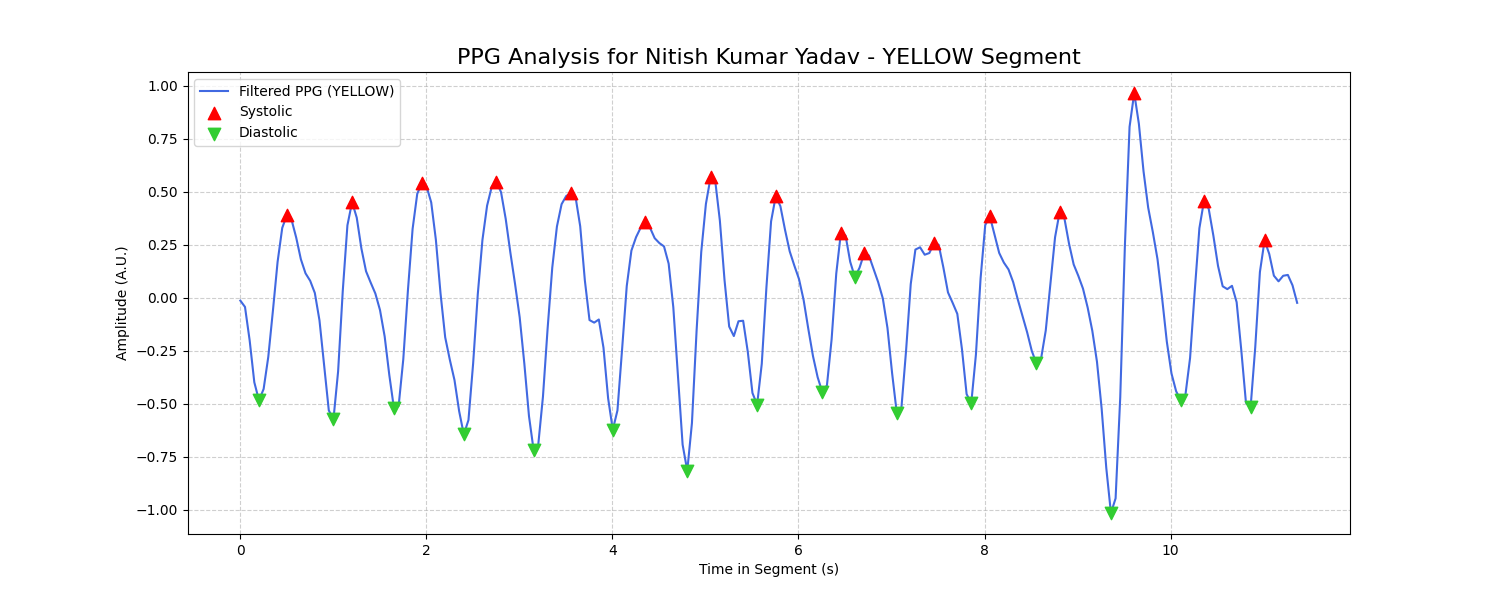 PPG Analysis for Nitish Kumar Yadav - YELLOW Segment
Filtered PPG (YELLOW)
Systolic
Diastolic
Amplitude (A.U.)
1.00
0.75
0.50
0.25
0.00
−0.25
−0.50
−0.75
−1.00
0 2 4 6 8 10
Time in Segment (s)